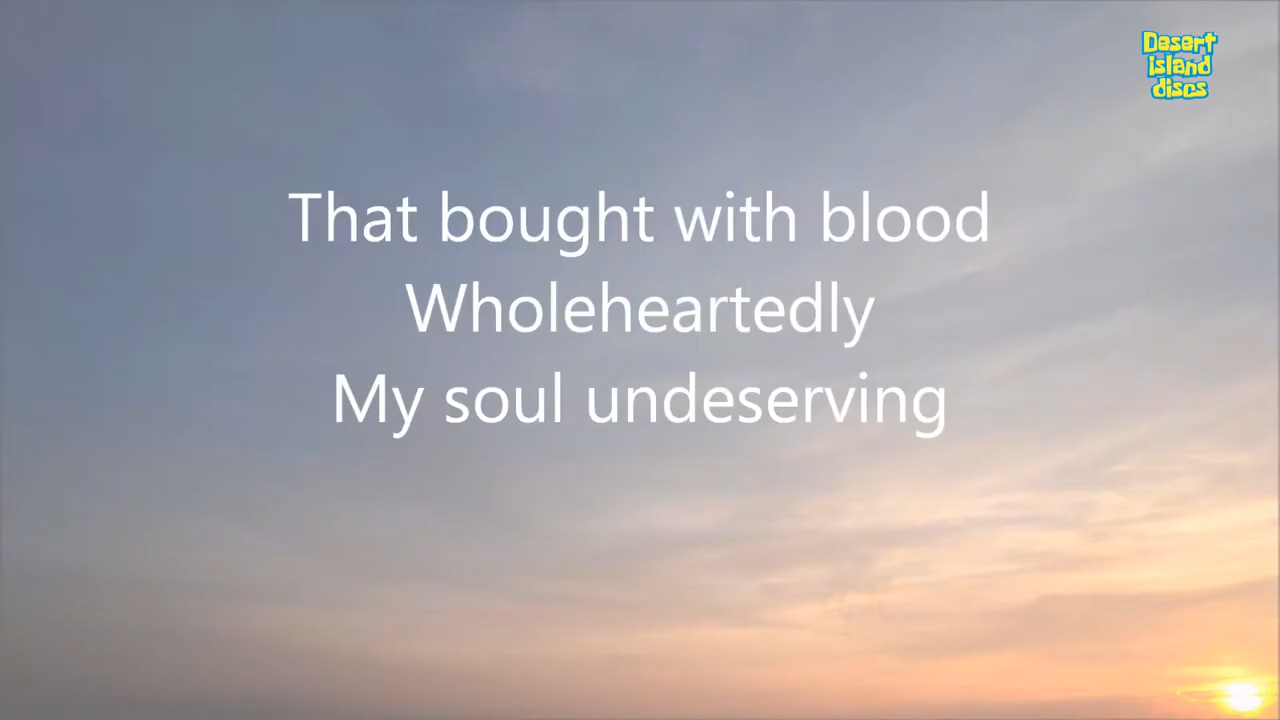 Desert
island
discs
That bought with blood
Wholeheartedly
My soul undeserving